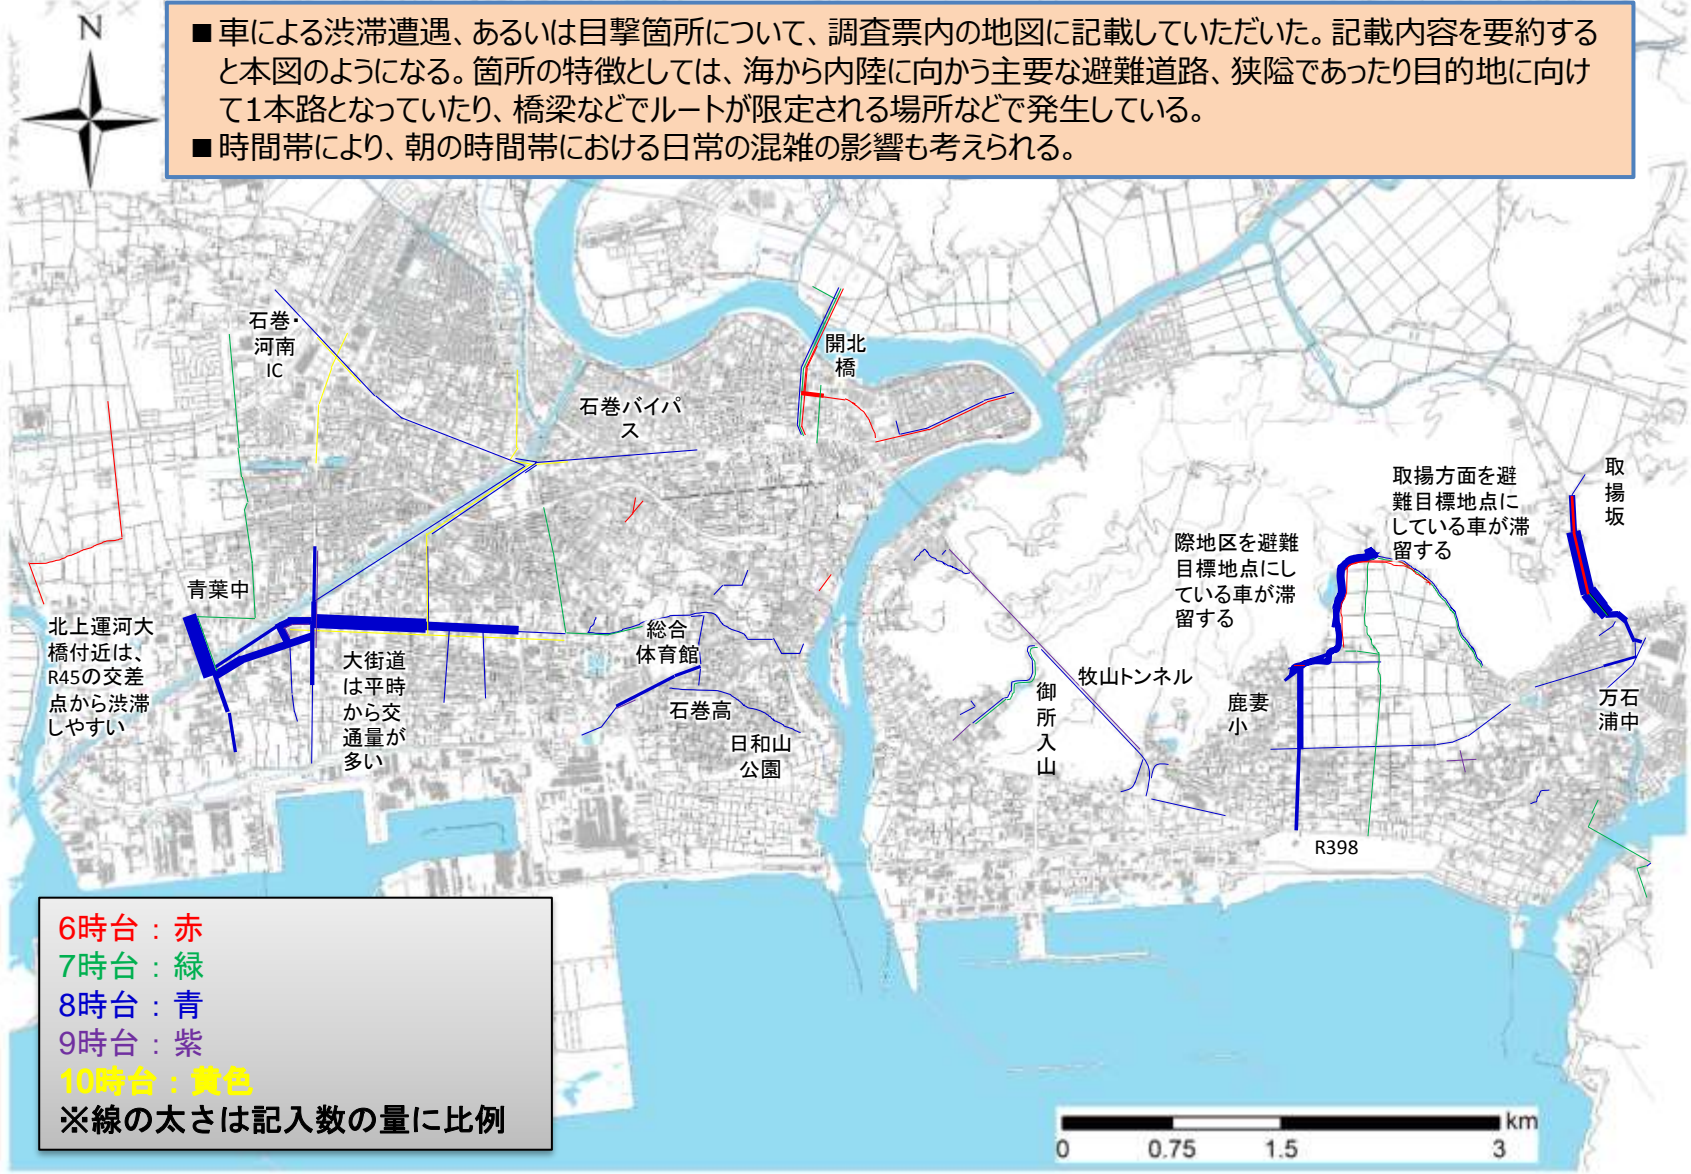 N
■車による渋滞遭遇、あるいは目撃箇所について、調査票内の地図に記載していただいた。記載内容を要約する
と本図のようになる。箇所の特徴としては、海から内陸に向かう主要な避難道路、狭隘であったり目的地に向け
て1本路となっていたり、橋梁などでルートが限定される場所などで発生している。
■時間帯により、朝の時間帯における日常の混雑の影響も考えられる。
石巻・
河南
IC
開北
橋
石巻バイパ
ス
取揚方面を避
難目標地点に
している車が滞
留する
取
揚
坂
際地区を避難
目標地点にし
ている車が滞
留する
青葉中
北上運河大
橋付近は、
R45の交差
点から渋滞
しやすい
大街道
は平時
から交
通量が
多い
総合
体育館
石巻高
日和山
公園
御
所
入
山
牧山トンネル
鹿妻
小
万石
浦中
R398
6時台：赤
7時台：緑
8時台：青
9時台：紫
10時台：黄色
※線の太さは記入数の量に比例
km
0 0.75 1.5 3